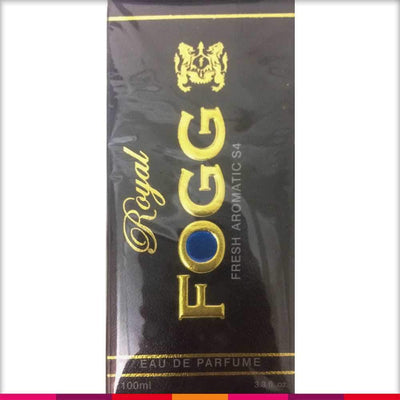 Royal
FOGG
FRESH AROMATIC S4
EAU DE PARFUME
100ml
3.3 fl. oz.